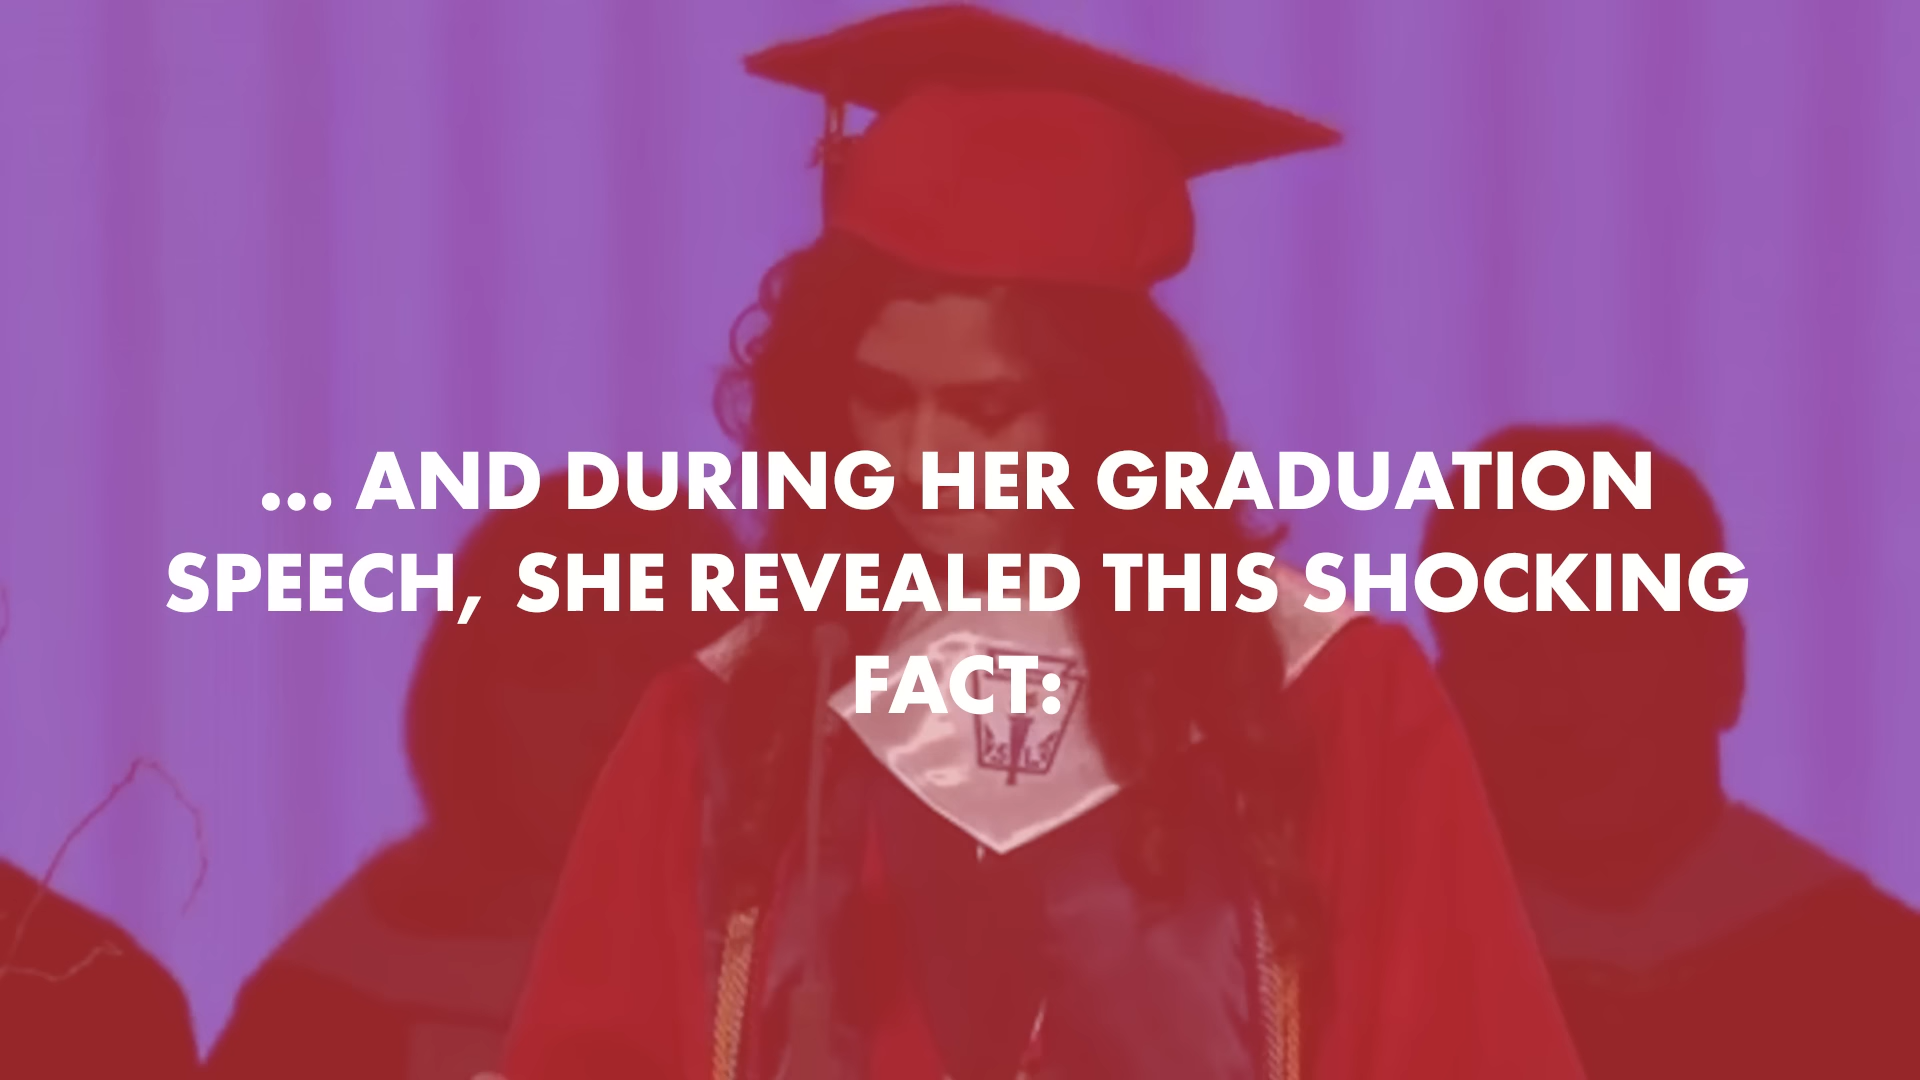 ... AND DURING HER GRADUATION
SPEECH, SHE REVEALED THIS SHOCKING
FACT: